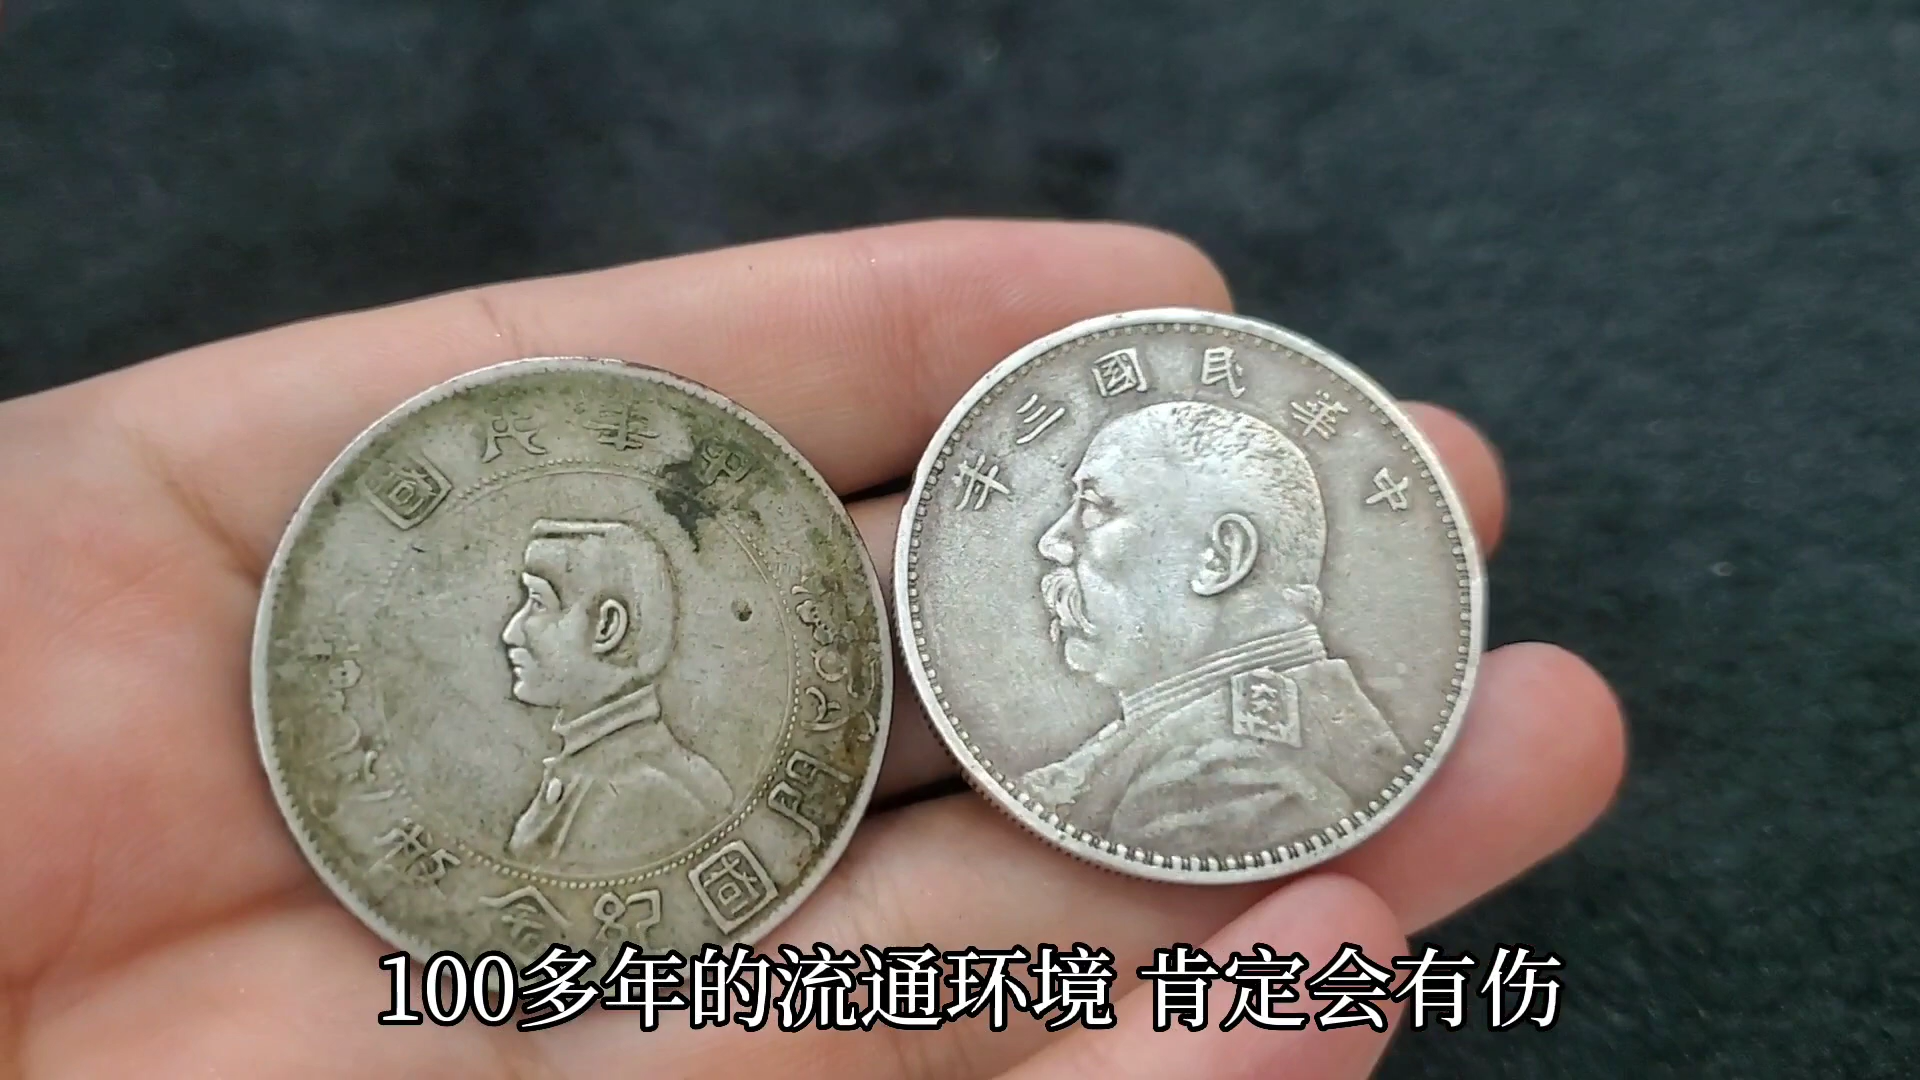 中華民國
開國紀念幣
中華民國三年
100多年的流通环境 肯定会有伤